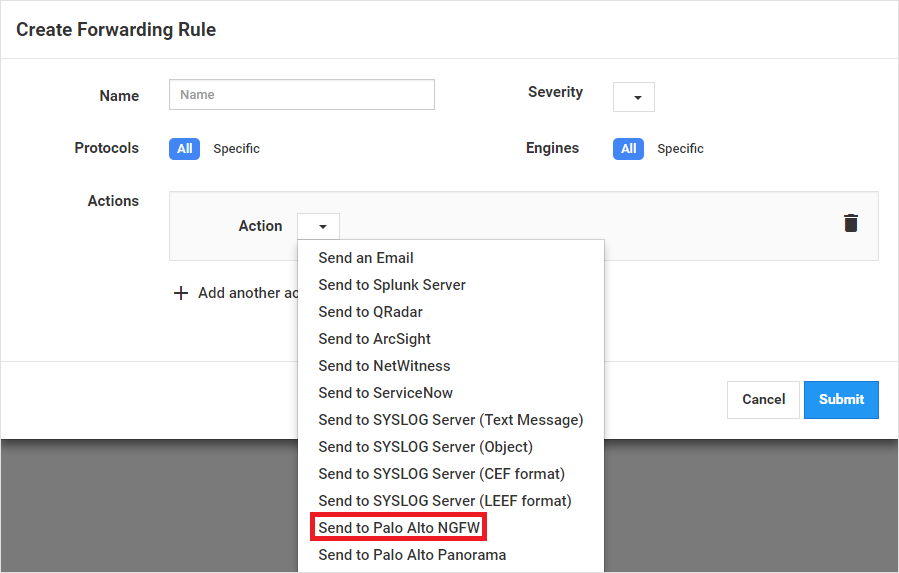 Create Forwarding Rule
Name
Name
Severity
Protocols
All
Specific
Engines
All
Specific
Actions
Action
Add another
Send an Email
Send to Splunk Server
Send to QRadar
Send to ArcSight
Send to NetWitness
Send to ServiceNow
Send to SYSLOG Server (Text Message)
Send to SYSLOG Server (Object)
Send to SYSLOG Server (CEF format)
Send to SYSLOG Server (LEEF format)
Send to Palo Alto NGFW
Send to Palo Alto Panorama
Cancel
Submit